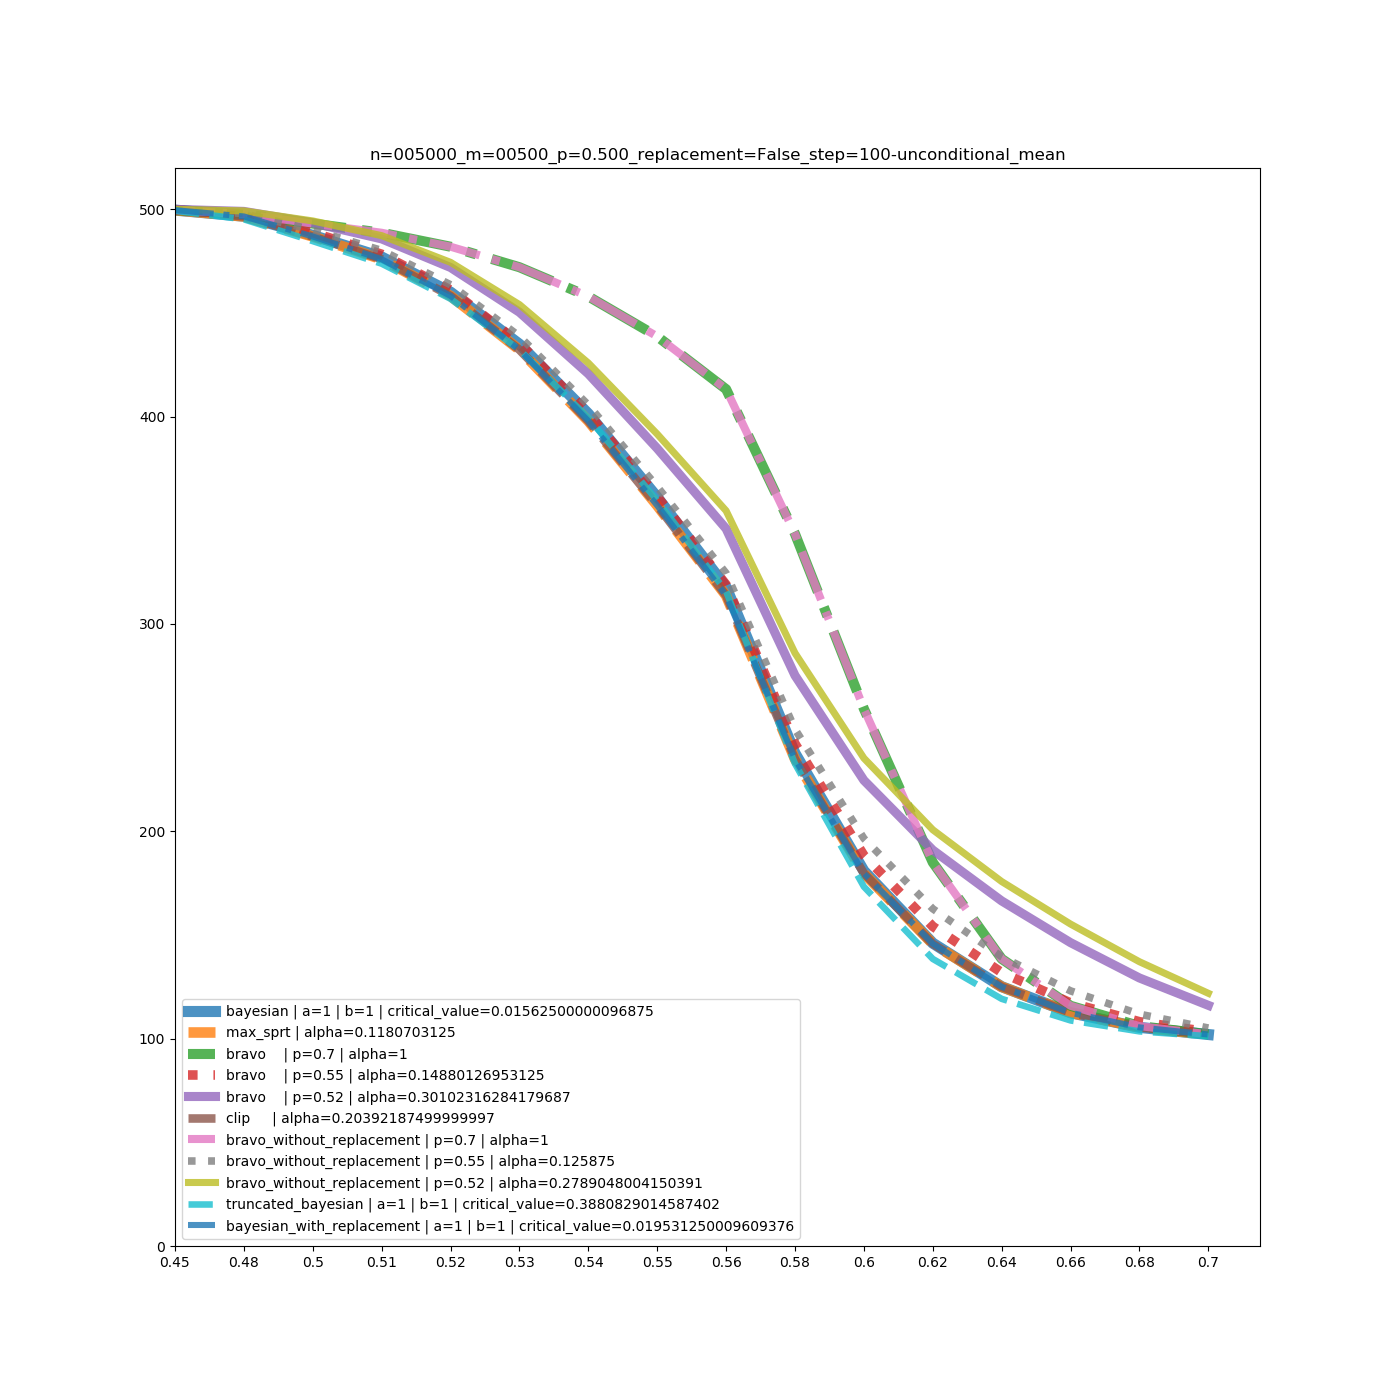 n=005000_m=00500_p=0.500_replacement=False_step=100-unconditional_mean
500
400
300
200
100
0
bayesian | a=1 | b=1 | critical_value=0.01562500000096875
max_sprt | alpha=0.1180703125
bravo    | p=0.7 | alpha=1
bravo    | p=0.55 | alpha=0.14880126953125
bravo    | p=0.52 | alpha=0.30102316284179687
clip     | alpha=0.20392187499999997
bravo_without_replacement | p=0.7 | alpha=1
bravo_without_replacement | p=0.55 | alpha=0.125875
bravo_without_replacement | p=0.52 | alpha=0.2789048004150391
truncated_bayesian | a=1 | b=1 | critical_value=0.3880829014587402
bayesian_with_replacement | a=1 | b=1 | critical_value=0.019531250009609376
0.45 0.48 0.5 0.51 0.52 0.53 0.54 0.55 0.56 0.58 0.6 0.62 0.64 0.66 0.68 0.7